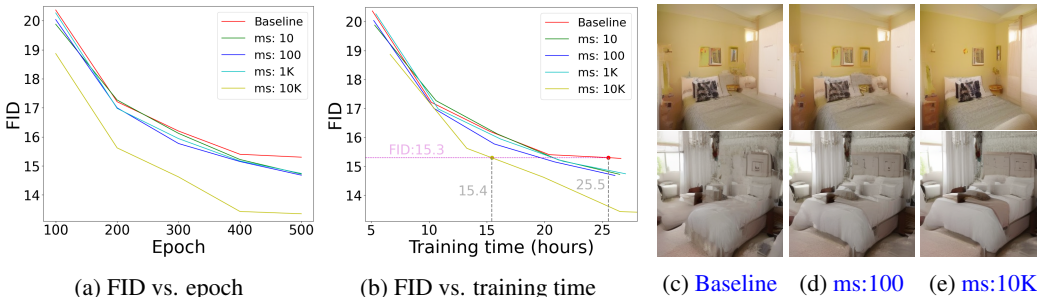 20
19
18
17
16
15
14
FID
100
200
300
400
500
Epoch
Baseline
ms: 10
ms: 100
ms: 1K
ms: 10K
(a) FID vs. epoch
20
19
18
17
16
15
14
FID
5
10
15
20
25
Training time (hours)
Baseline
ms: 10
ms: 100
ms: 1K
ms: 10K
FID:15.3
15.4
25.5
(b) FID vs. training time
(c) Baseline
(d) ms:100
(e) ms:10K